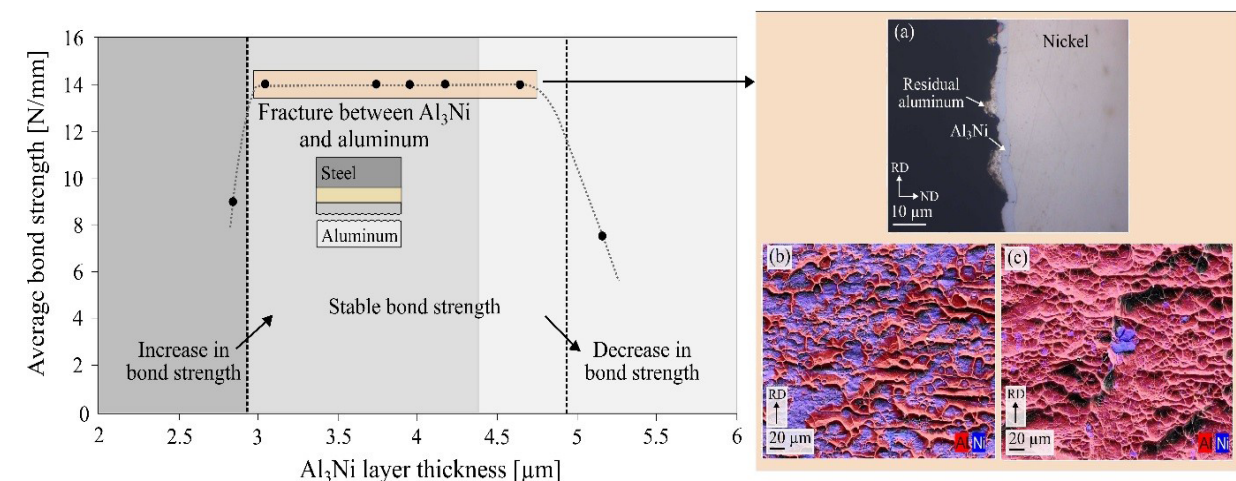 Average bond strength [N/mm]
16
14
12
10
8
6
4
2
0
2
2.5
3
3.5
4
4.5
5
5.5
6
Al₃Ni layer thickness [µm]
Fracture between Al₃Ni
and aluminum
Steel
Aluminum
Stable bond strength
Increase in
bond strength
Decrease in
bond strength
(a)
Nickel
Residual
aluminum
Al₃Ni
RD
ND
10 µm
(b)
RD
20 µm
Al Ni
(c)
RD
20 µm
Al Ni